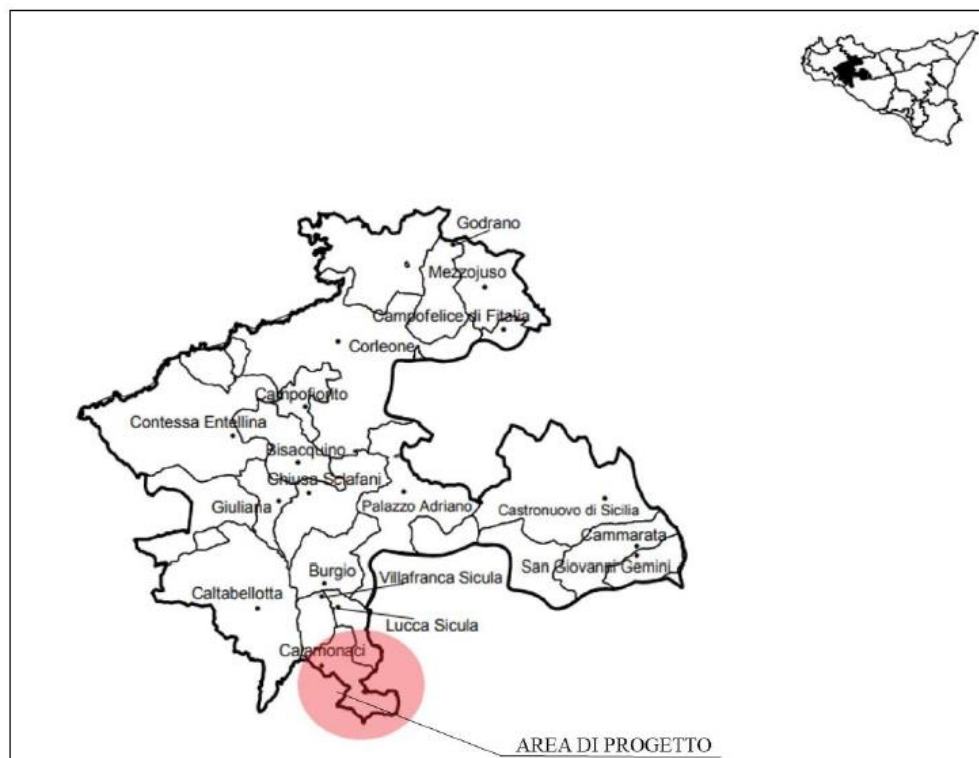 Godrano
Mezzojuso
Campofelice di Fitalia
Corleone
Campofiorito
Contessa Entellina
Bisacquino
Chiusa Sclafani
Giuliana
Palazzo Adriano
Castronuovo di Sicilia
Cammarata
San Giovanni Gemini
Burgio
Villafranca Sicula
Caltabellotta
Lucca Sicula
Calamonaci
AREA DI PROGETTO